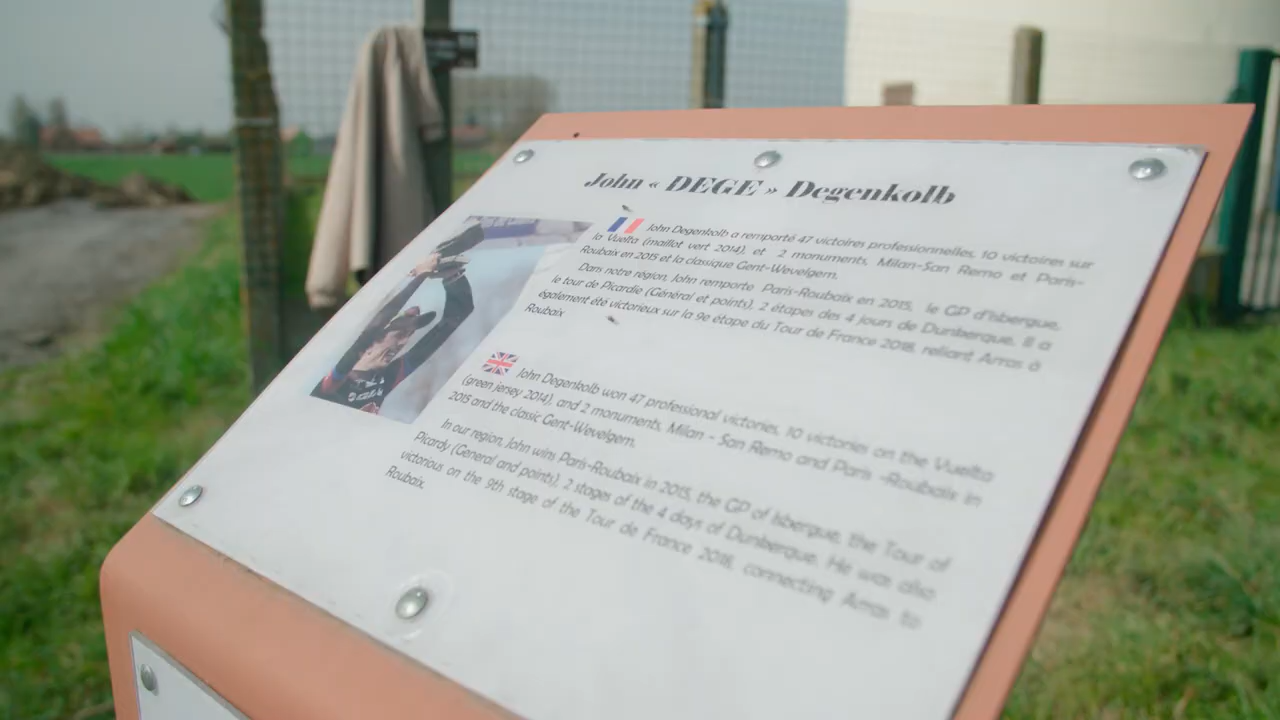 John « DEGE » Degenkolb
John Degenkolb a remporté 47 victoires professionnelles, 10 victoires sur
la Vuelta (maillot vert 2014), et 2 monuments, Milan-San Remo et Paris-
Roubaix en 2015 et la classique Gent-Wevelgem.
Dans notre région, John remporte Paris-Roubaix en 2015, le GP d'Isbergue,
le tour de Picardie (Général et points), 2 étapes des 4 jours de Dunkerque. Il a
également été victorieux sur la 9e étape du Tour de France 2018, reliant Arras à
Roubaix
John Degenkolb won 47 professional victories, 10 victories on the Vuelta
(green jersey 2014), and 2 monuments, Milan - San Remo and Paris -Roubaix in
2015 and the classic Gent-Wevelgem.
In our region, John wins Paris-Roubaix in 2015, the GP of Isbergue, the Tour of
Picardy (General and points), 2 stages of the 4 days of Dunkerque. He was also
victorious on the 9th stage of the Tour de France 2018, connecting Arras to
Roubaix.